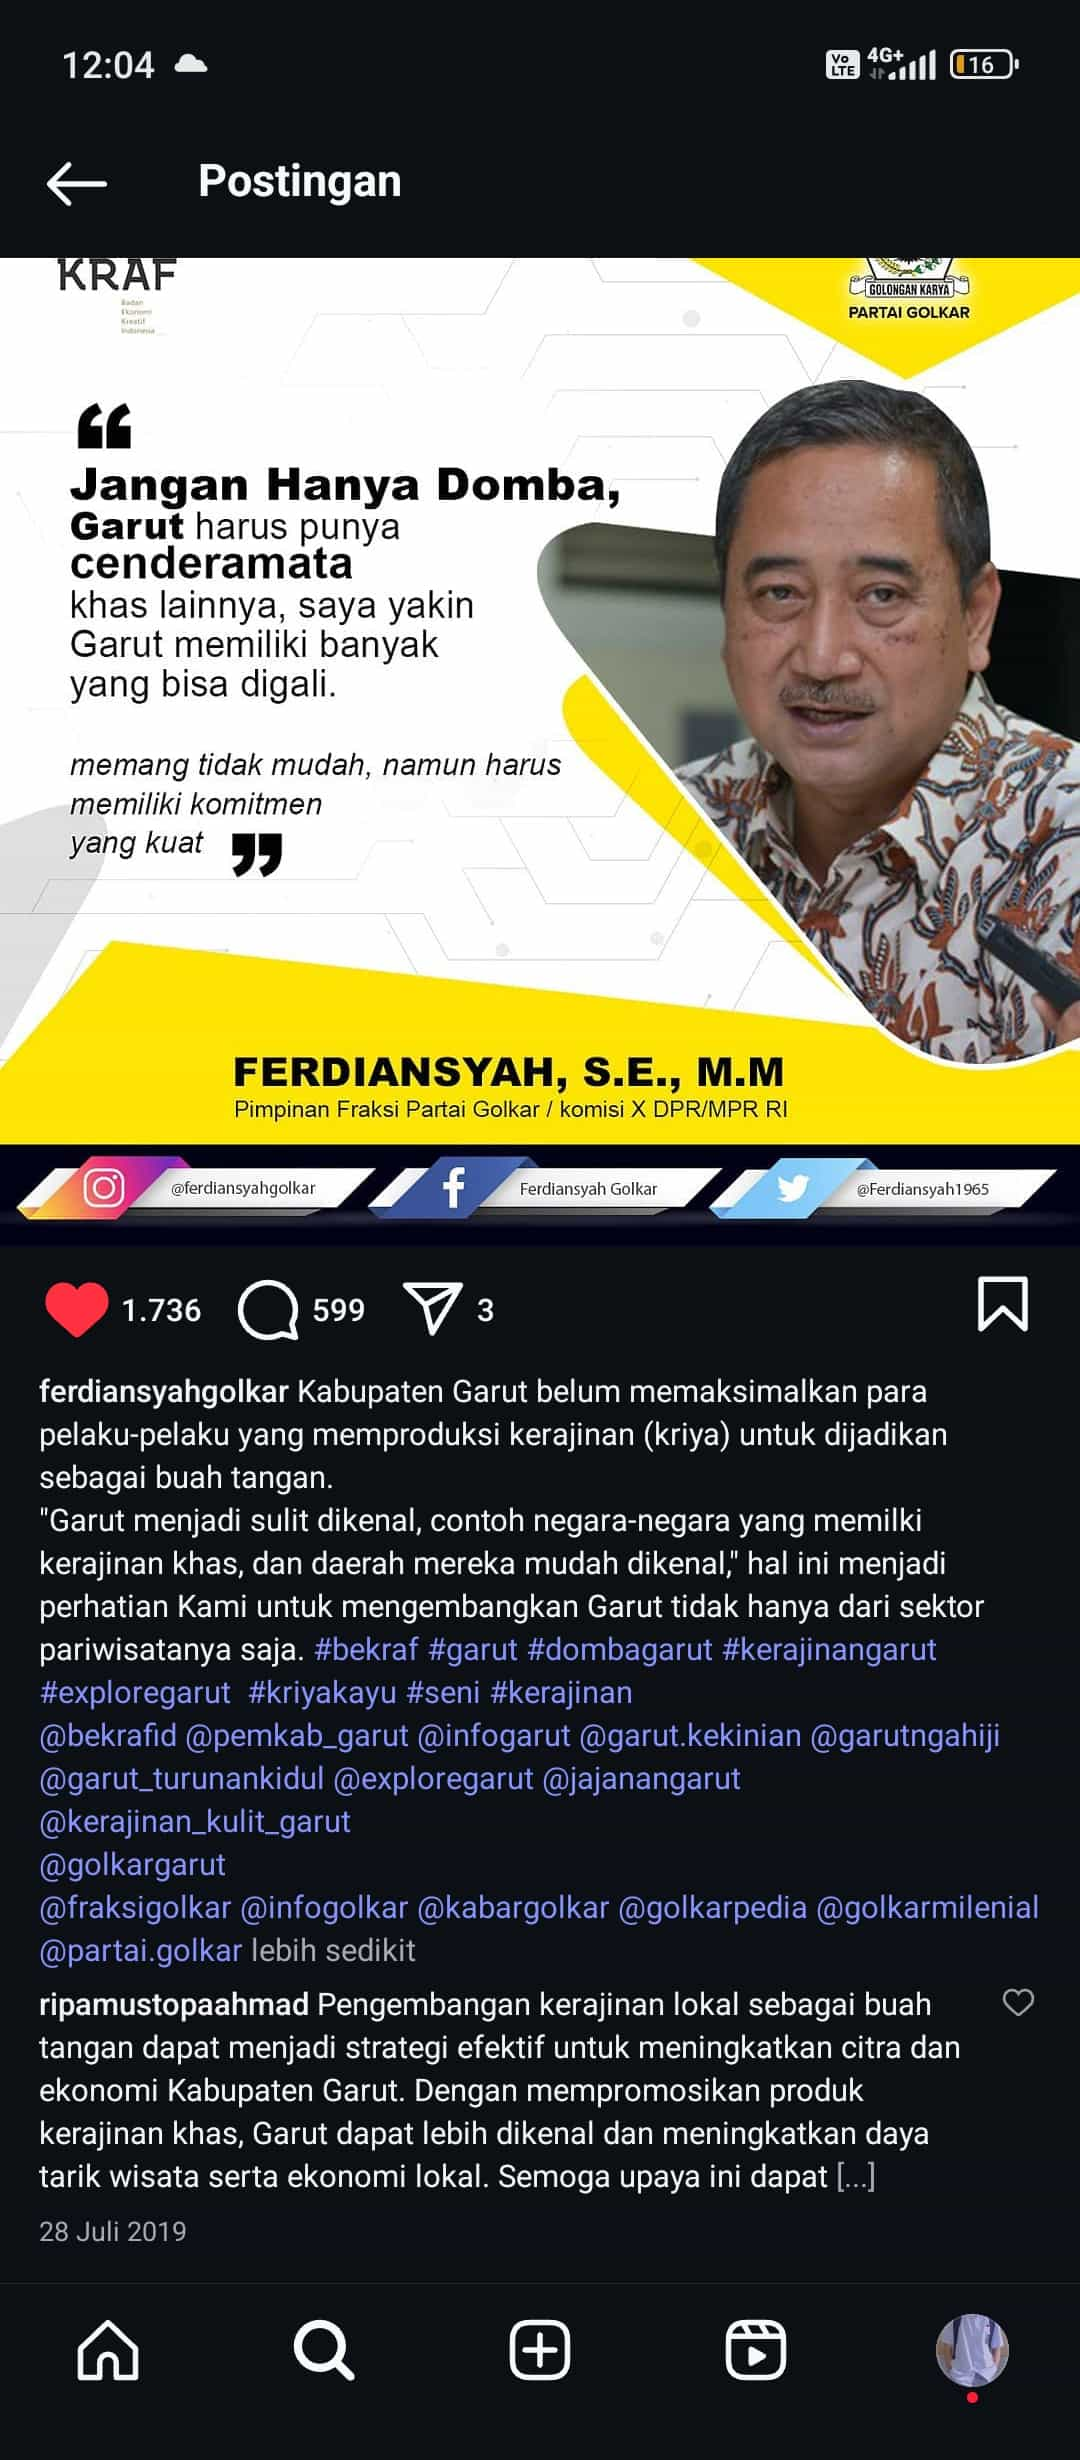 12:04
Vo LTE 4G+ 16
Postingan
KRAF
Badan
Ekonomi
Kreatif
Indonesia
GOLONGAN KARYA
PARTAI GOLKAR
“
Jangan Hanya Domba,
Garut harus punya
cenderamata
khas lainnya, saya yakin
Garut memiliki banyak
yang bisa digali.
memang tidak mudah, namun harus
memiliki komitmen
yang kuat ”
FERDIANSYAH, S.E., M.M
Pimpinan Fraksi Partai Golkar / komisi X DPR/MPR RI
@ferdiansyahgolkar
Ferdiansyah Golkar
@Ferdiansyah1965
1.736 599 3
ferdiansyahgolkar Kabupaten Garut belum memaksimalkan para
pelaku-pelaku yang memproduksi kerajinan (kriya) untuk dijadikan
sebagai buah tangan.
"Garut menjadi sulit dikenal, contoh negara-negara yang memilki
kerajinan khas, dan daerah mereka mudah dikenal," hal ini menjadi
perhatian Kami untuk mengembangkan Garut tidak hanya dari sektor
pariwisatanya saja. #bekraf #garut #dombagarut #kerajinangarut
#exploregarut #kriyakayu #seni #kerajinan
@bekrafid @pemkab_garut @infogarut @garut.kekinian @garutngahiji
@garut_turunankidul @exploregarut @jajanangarut
@kerajinan_kulit_garut
@golkargarut
@fraksigolkar @infogolkar @kabargolkar @golkarpedia @golkarmilenial
@partai.golkar lebih sedikit
ripamustopaahmad Pengembangan kerajinan lokal sebagai buah
tangan dapat menjadi strategi efektif untuk meningkatkan citra dan
ekonomi Kabupaten Garut. Dengan mempromosikan produk
kerajinan khas, Garut dapat lebih dikenal dan meningkatkan daya
tarik wisata serta ekonomi lokal. Semoga upaya ini dapat [...]
28 Juli 2019